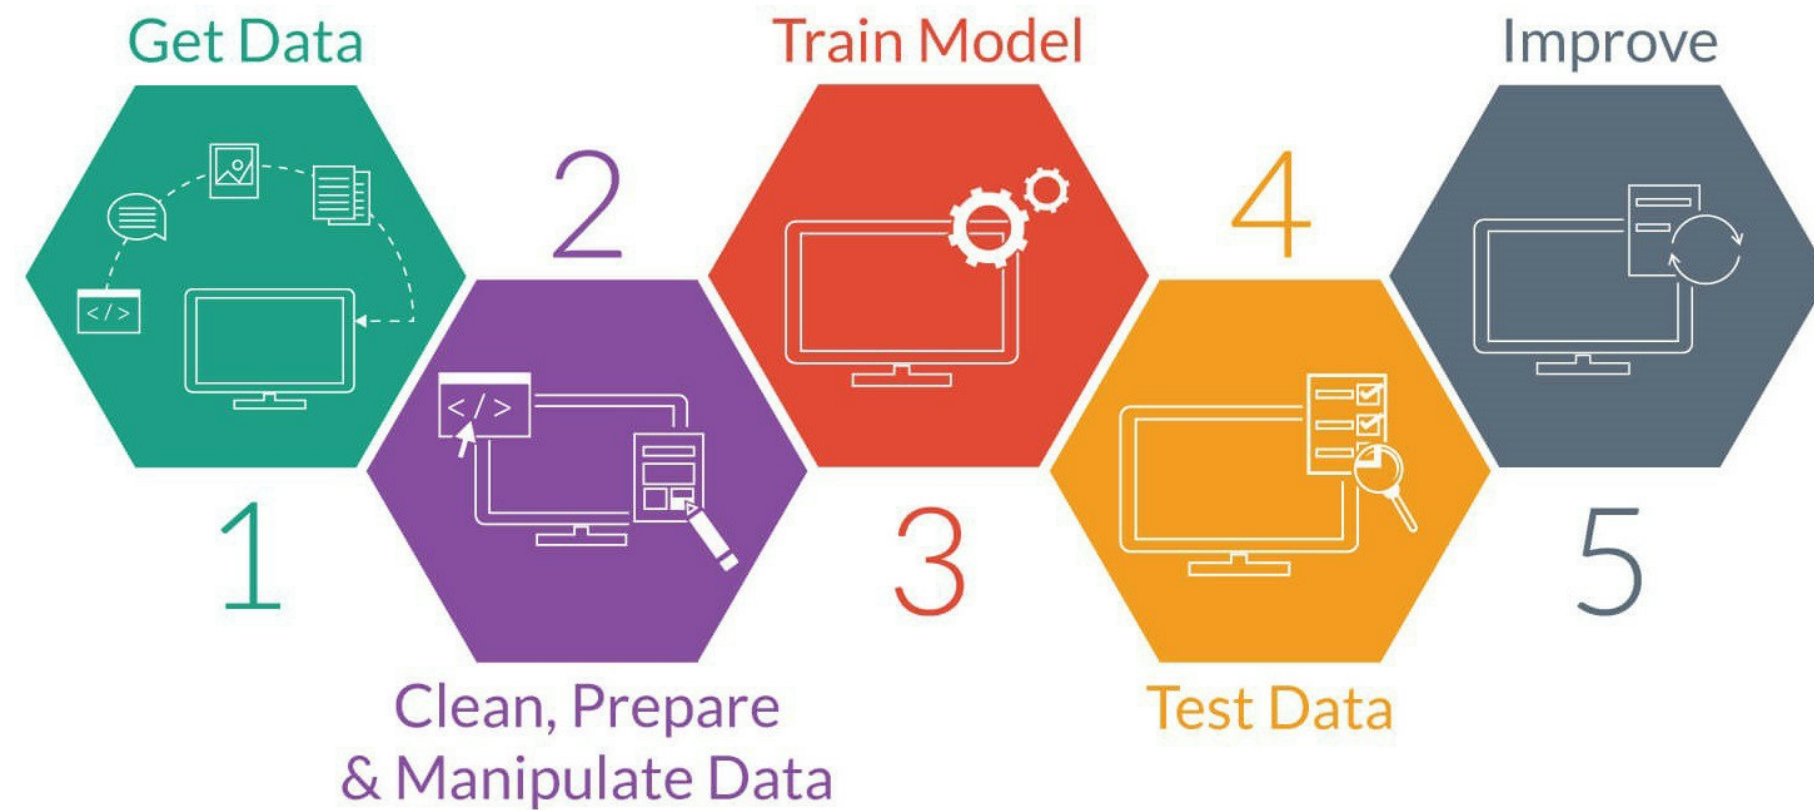 Get Data
1
</>
2
</>
Clean, Prepare
& Manipulate Data
Train Model
3
4
Test Data
Improve
5